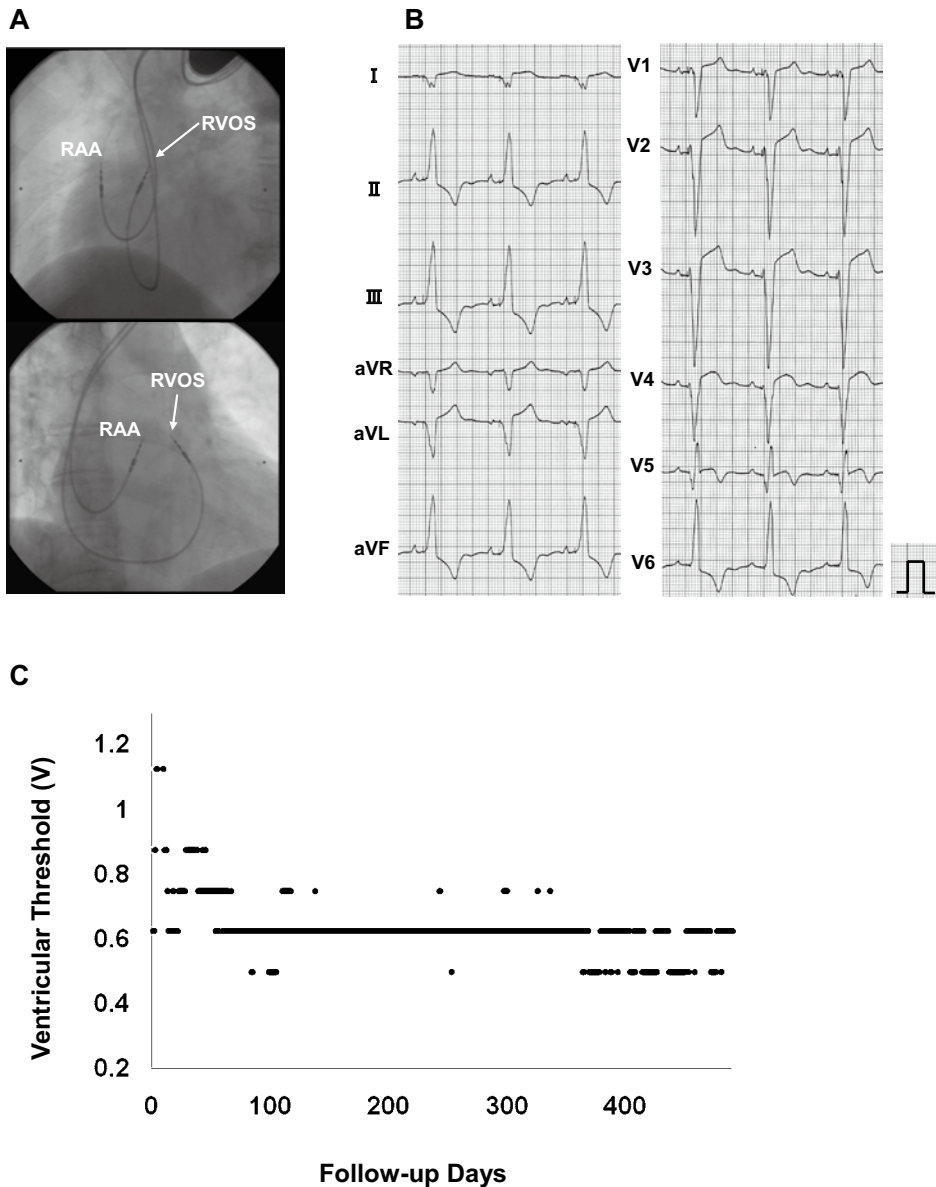 A
RAA
RVOS
RVOS
RAA
B
I
II
III
aVR
aVL
aVF
V1
V2
V3
V4
V5
V6
C
Ventricular Threshold (V)
1.2
1
0.8
0.6
0.4
0.2
0 100 200 300 400
Follow-up Days